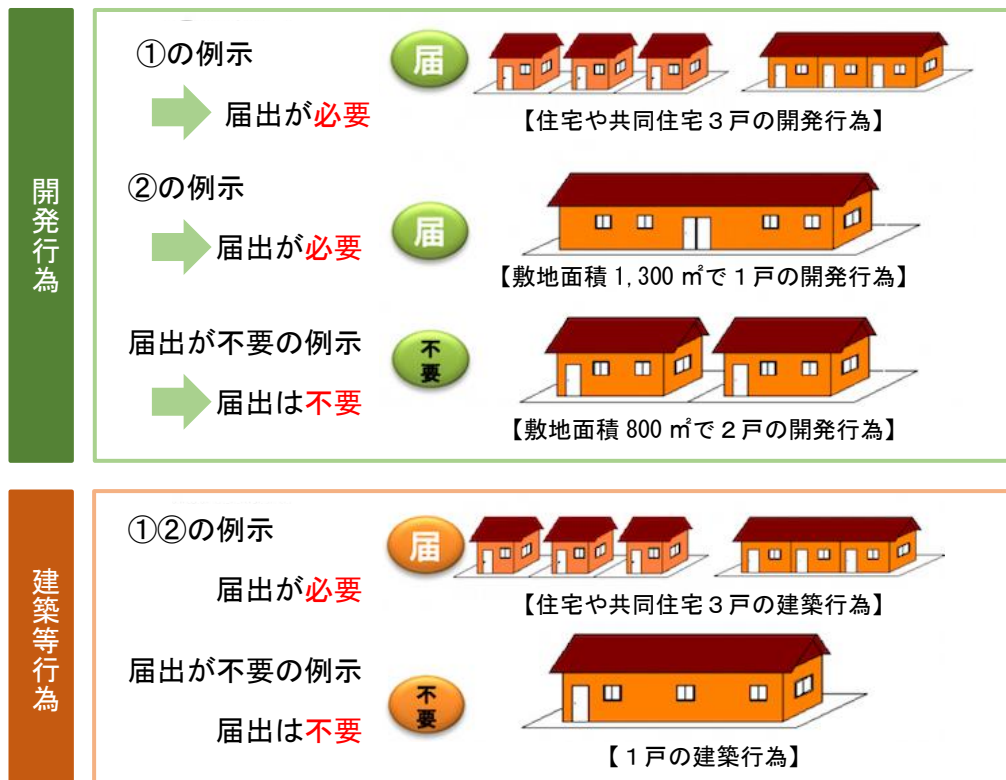 開発行為
①の例示
届
届出が必要
【住宅や共同住宅３戸の開発行為】
②の例示
届
届出が必要
【敷地面積 1,300 ㎡で１戸の開発行為】
届出が不要の例示
不要
届出は不要
【敷地面積 800 ㎡で２戸の開発行為】
建築等行為
①②の例示
届
届出が必要
【住宅や共同住宅３戸の建築行為】
届出が不要の例示
不要
届出は不要
【１戸の建築行為】